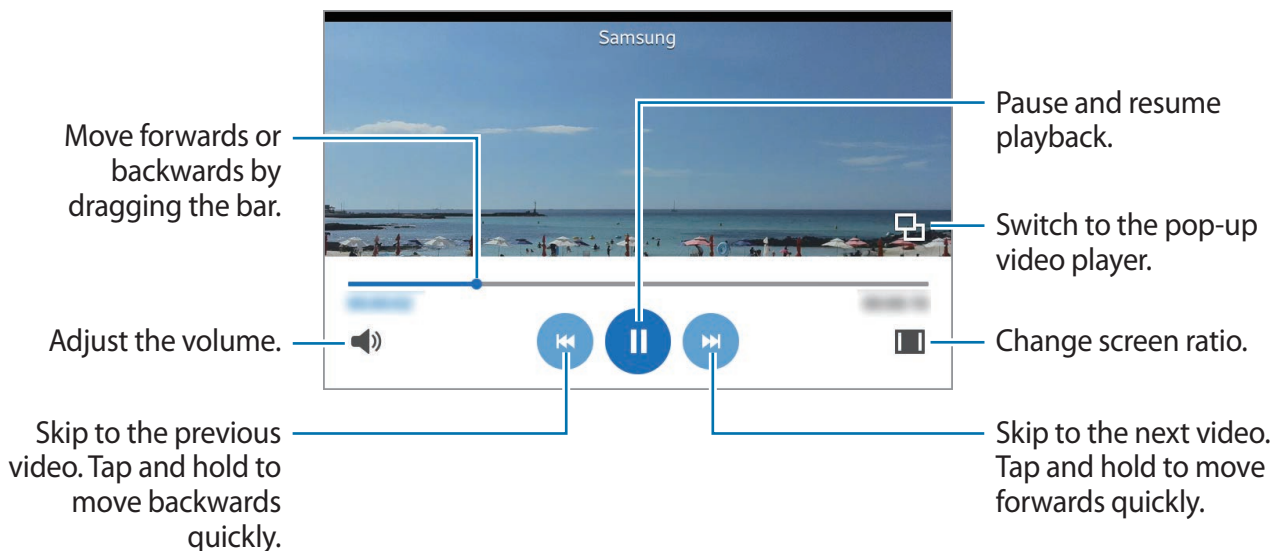 Samsung
Move forwards or
backwards by
dragging the bar.
Adjust the volume.
Skip to the previous
video. Tap and hold to
move backwards
quickly.
Pause and resume
playback.
Switch to the pop-up
video player.
Change screen ratio.
Skip to the next video.
Tap and hold to move
forwards quickly.